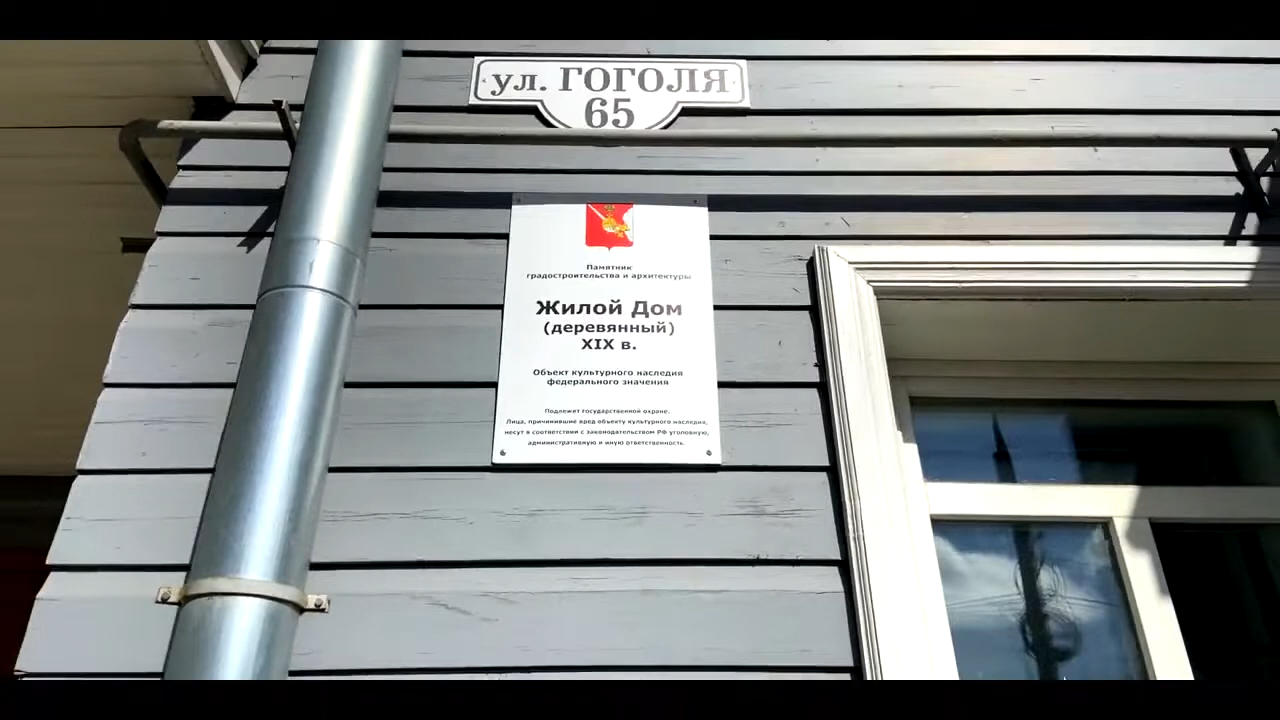 ул. ГОГОЛЯ
65
Памятник
градостроительства и архитектуры
Жилой Дом
(деревянный)
XIX в.
Объект культурного наследия
федерального значения
Подлежит государственной охране.
Лица, причинившие вред объекту культурного наследия,
несут в соответствии с законодательством РФ уголовную,
административную и иную ответственность.